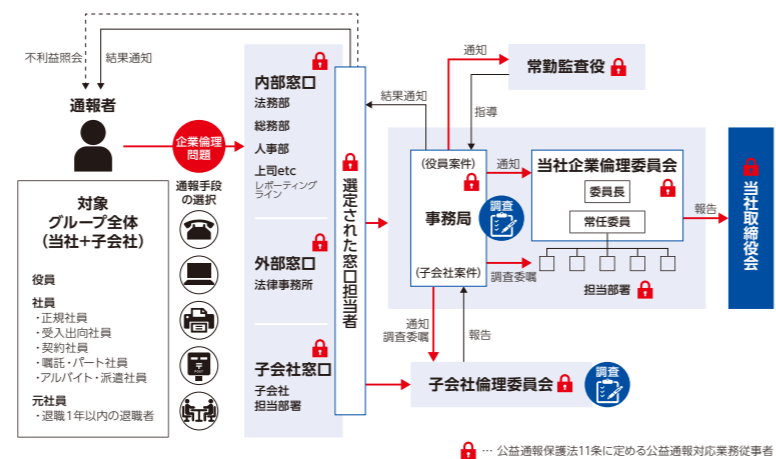 不利益照会
結果通知
通報者
企業倫理
問題
通報手段
の選択
対象
グループ全体
(当社+子会社)
役員
社員
・正規社員
・受入出向社員
・契約社員
・嘱託・パート社員
・アルバイト・派遣社員
元社員
・退職1年以内の退職者
内部窓口
法務部
総務部
人事部
上司etc
レポーティング
ライン
外部窓口
法律事務所
子会社窓口
子会社
担当部署
選定された窓口担当者
結果通知
通知
常勤監査役
指導
(役員案件)
事務局
(子会社案件)
調査
通知
当社企業倫理委員会
委員長
常任委員
調査委嘱
担当部署
報告
当社取締役会
通知
調査委嘱
報告
子会社倫理委員会
調査
… 公益通報保護法11条に定める公益通報対応業務従事者